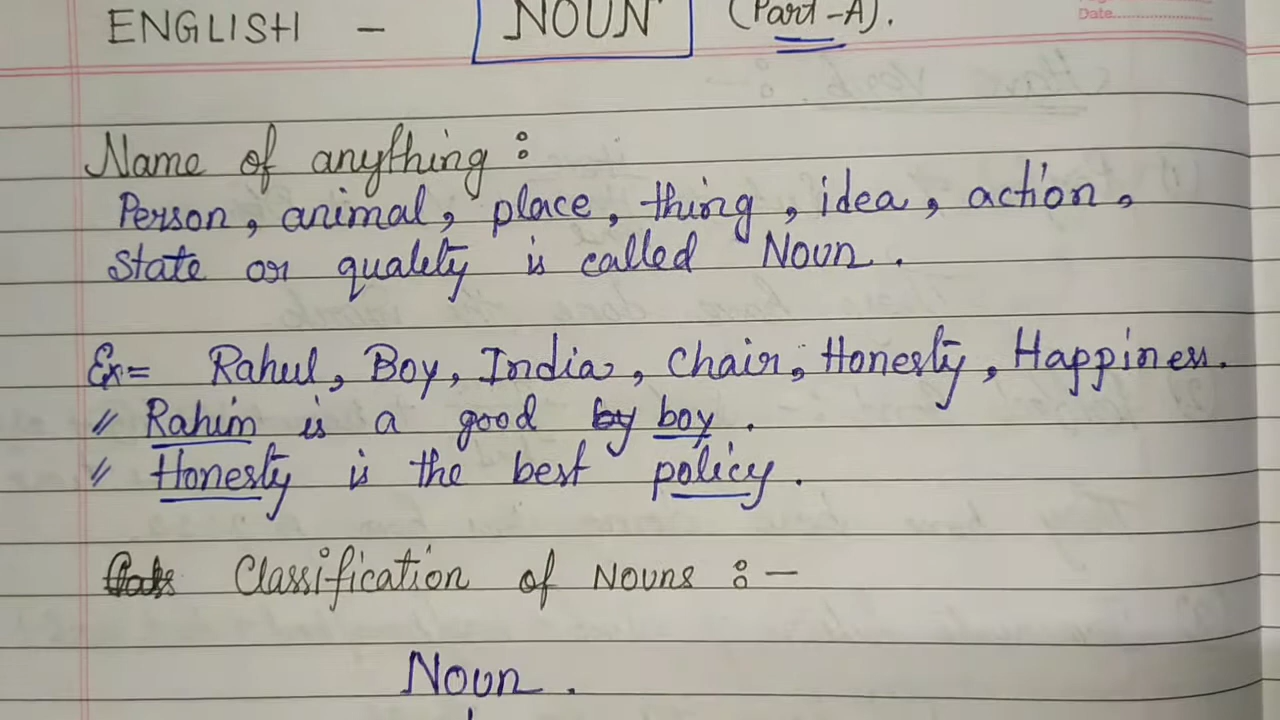 ENGLISH - NOUN (Part-A).
Date
Name of anything :
Person, animal, place, thing, idea, action,
State or quality is called Noun.
Ex= Rahul, Boy, India, Chair, Honesty, Happiness.
" Rahim is a good by boy.
" Honesty is the best policy.
Classification of Nouns :-
Noun.